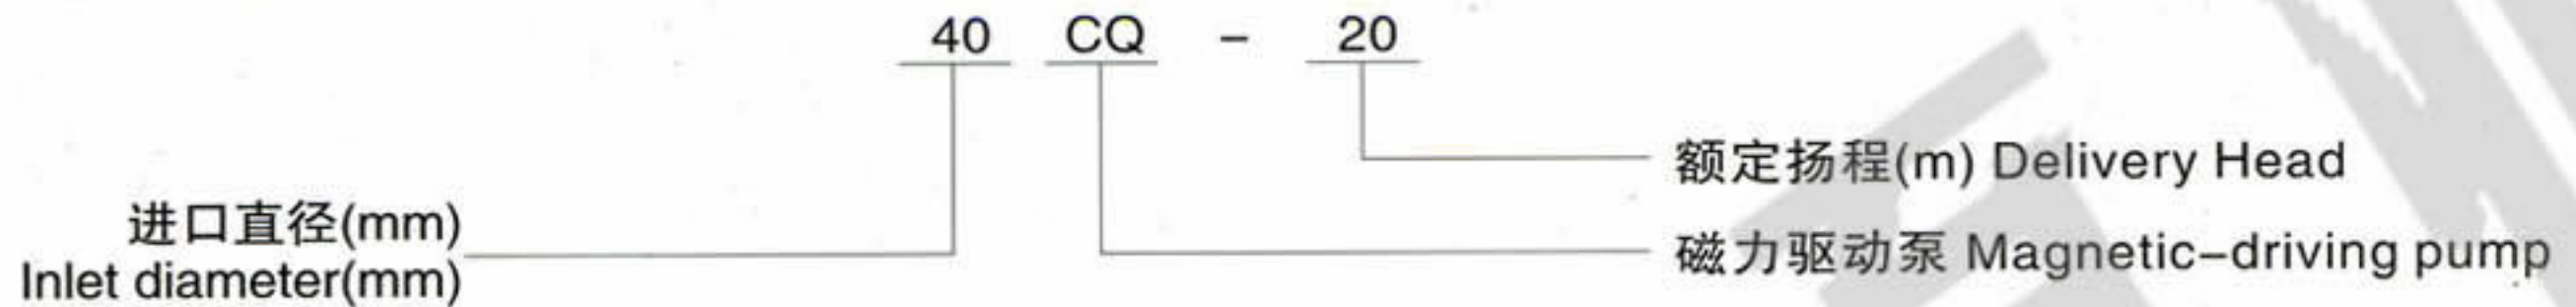 40 CQ - 20
额定扬程(m) Delivery Head
进口直径(mm)
Inlet diameter(mm)
磁力驱动泵 Magnetic-driving pump